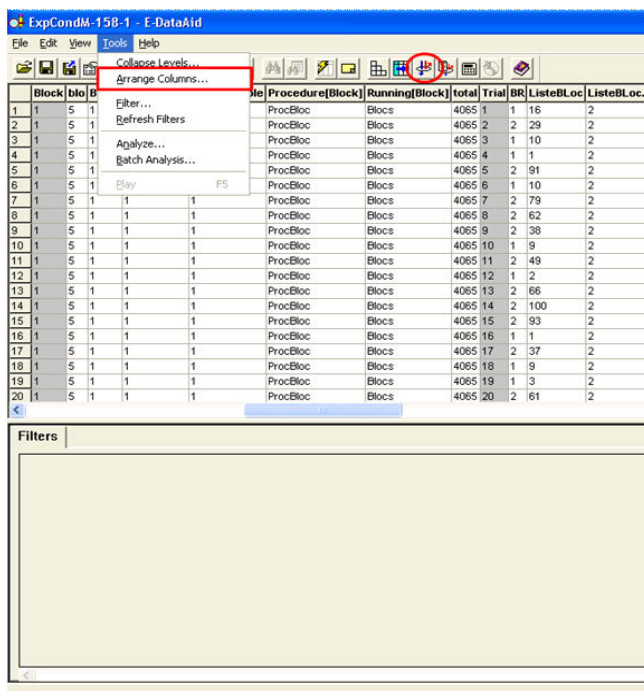 ExpCondM-158-1 - E-DataAid
File Edit View Tools Help
Collapse Levels...
Arrange Columns...
Filter...
Refresh Filters
Analyze...
Batch Analysis...
Play F5
Block blo B le Procedure[Block] Running[Block] total Trial BR ListeBLoc ListeBLoc.
1 1 5 1 ProcBloc Blocs 4065 1 1 16 2
2 1 5 1 ProcBloc Blocs 4065 2 2 29 2
3 1 5 1 ProcBloc Blocs 4065 3 1 10 2
4 1 5 1 ProcBloc Blocs 4065 4 1 1 2
5 1 5 1 ProcBloc Blocs 4065 5 2 91 2
6 1 5 1 ProcBloc Blocs 4065 6 1 10 2
7 1 5 1 1 1 ProcBloc Blocs 4065 7 2 79 2
8 1 5 1 1 1 ProcBloc Blocs 4065 8 2 62 2
9 1 5 1 1 1 ProcBloc Blocs 4065 9 2 38 2
10 1 5 1 1 1 ProcBloc Blocs 4065 10 1 9 2
11 1 5 1 1 1 ProcBloc Blocs 4065 11 2 49 2
12 1 5 1 1 1 ProcBloc Blocs 4065 12 1 2 2
13 1 5 1 1 1 ProcBloc Blocs 4065 13 2 66 2
14 1 5 1 1 1 ProcBloc Blocs 4065 14 2 100 2
15 1 5 1 1 1 ProcBloc Blocs 4065 15 2 93 2
16 1 5 1 1 1 ProcBloc Blocs 4065 16 1 1 2
17 1 5 1 1 1 ProcBloc Blocs 4065 17 2 37 2
18 1 5 1 1 1 ProcBloc Blocs 4065 18 1 9 2
19 1 5 1 1 1 ProcBloc Blocs 4065 19 1 3 2
20 1 5 1 1 1 ProcBloc Blocs 4065 20 2 61 2
Filters